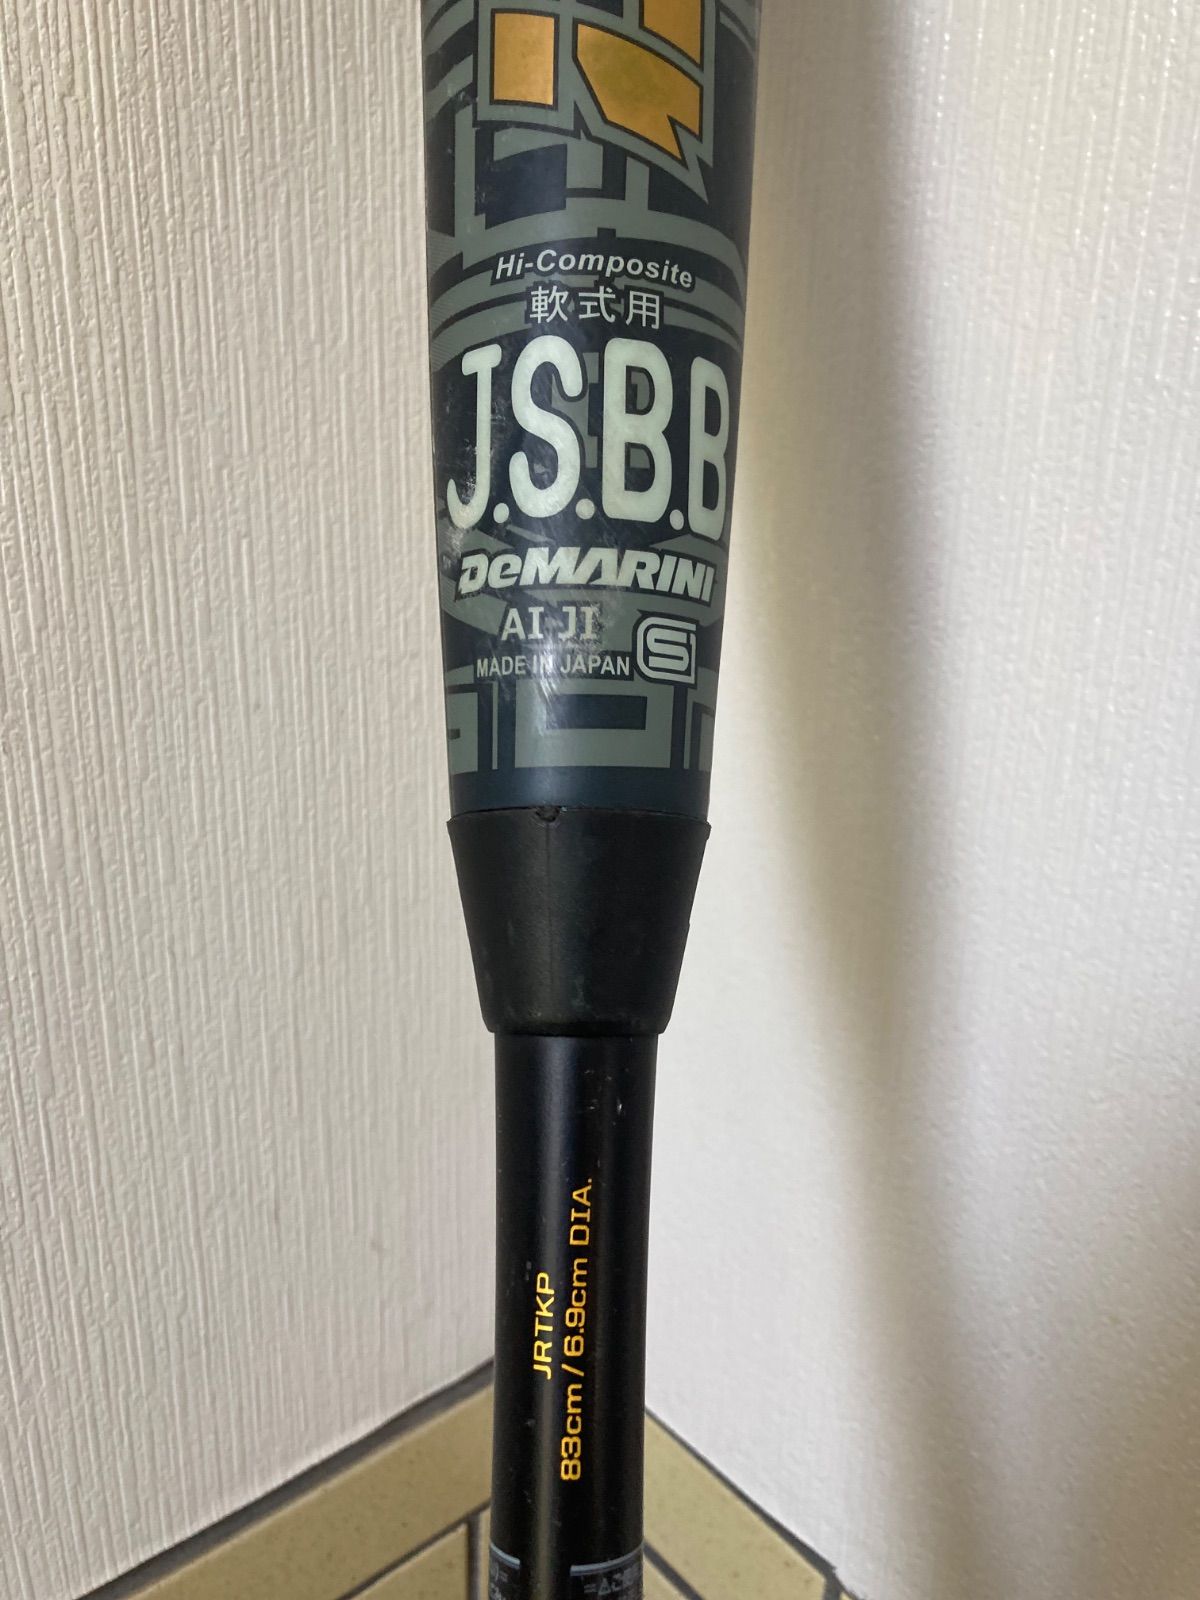 Hi-Composite
軟式用
J.S.B.B
DeMARINI
AI JI
MADE IN JAPAN
JRTKP
83cm / 6.9cm DIA.